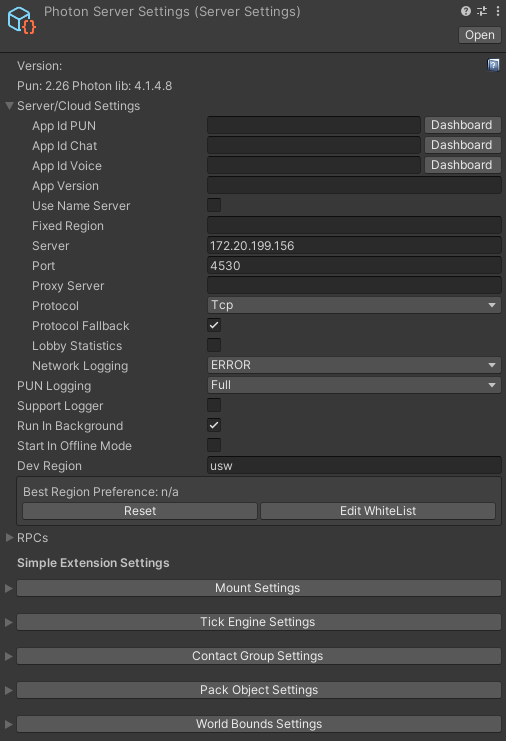 Photon Server Settings (Server Settings)
Open
Version:
Pun: 2.26 Photon lib: 4.1.4.8
Server/Cloud Settings
App Id PUN Dashboard
App Id Chat Dashboard
App Id Voice Dashboard
App Version
Use Name Server
Fixed Region
Server 172.20.199.156
Port 4530
Proxy Server
Protocol Tcp
Protocol Fallback
Lobby Statistics
Network Logging ERROR
PUN Logging Full
Support Logger
Run In Background
Start In Offline Mode
Dev Region usw
Best Region Preference: n/a
Reset Edit WhiteList
RPCs
Simple Extension Settings
Mount Settings
Tick Engine Settings
Contact Group Settings
Pack Object Settings
World Bounds Settings